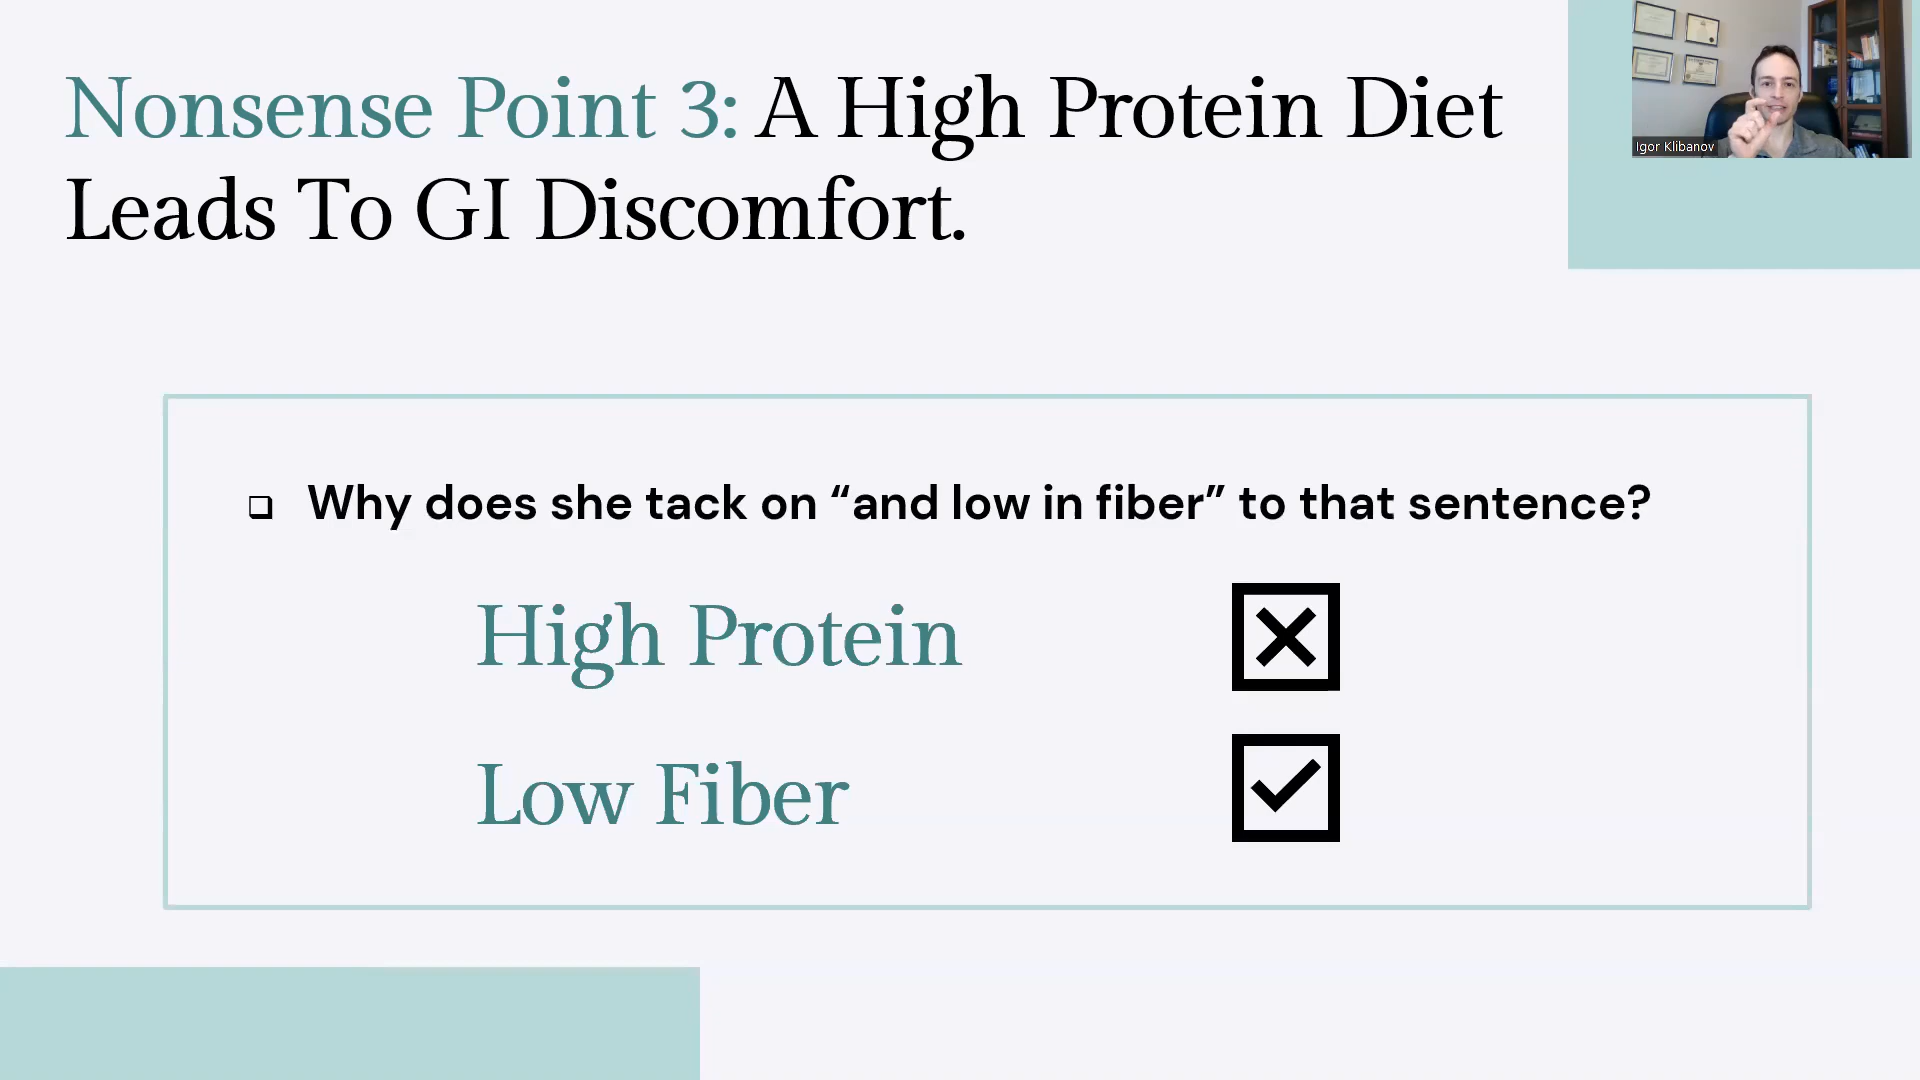 Nonsense Point 3: A High Protein Diet
Leads To GI Discomfort.
Igor Klibanov
❑ Why does she tack on “and low in fiber” to that sentence?
High Protein
Low Fiber